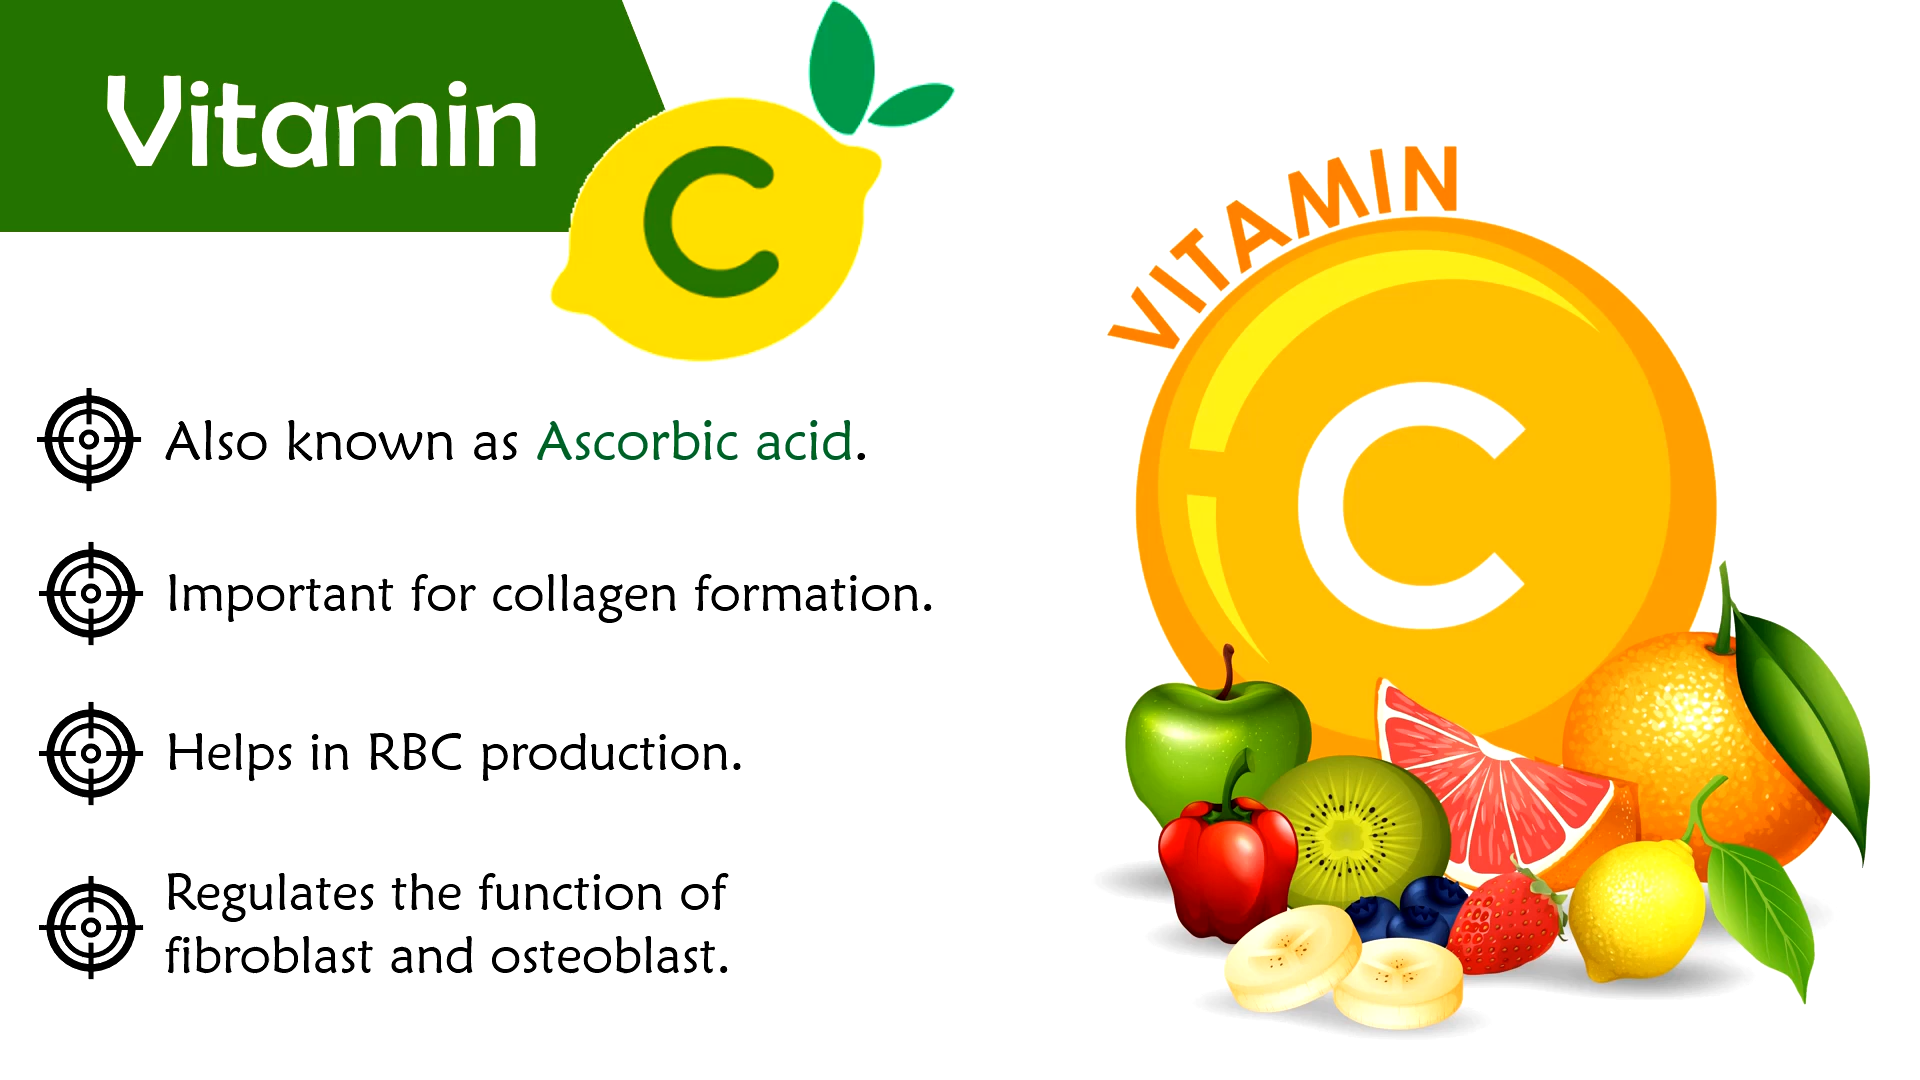 Vitamin C
VITAMIN
C
Also known as Ascorbic acid.
Important for collagen formation.
Helps in RBC production.
Regulates the function of
fibroblast and osteoblast.